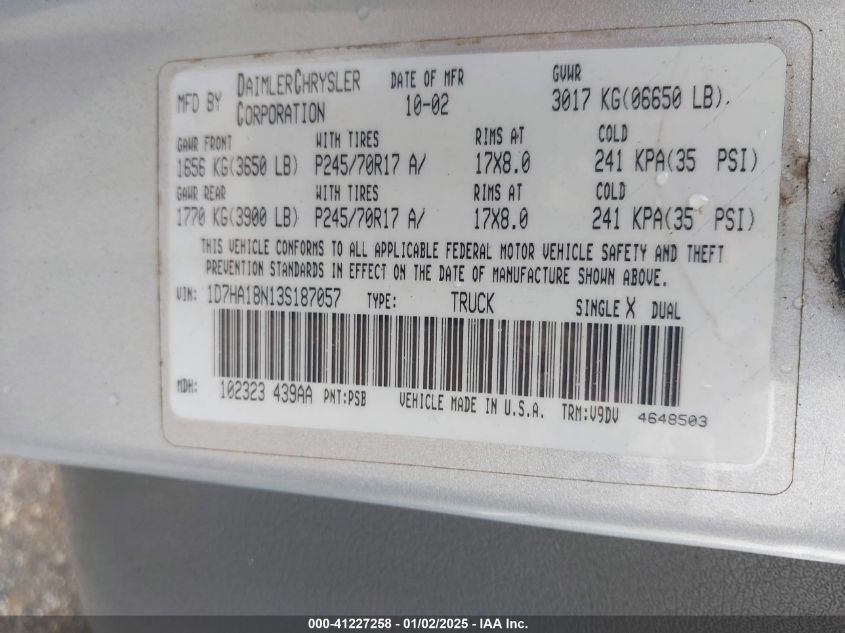 MFD BY DAIMLERCHRYSLER CORPORATION DATE OF MFR 10-02 GVWR 3017 KG(06650 LB).
GAWR FRONT WITH TIRES RIMS AT COLD
1656 KG(3650 LB) P245/70R17 A/ 17X8.0 241 KPA(35 PSI)
GAWR REAR WITH TIRES RIMS AT COLD
1770 KG(3900 LB) P245/70R17 A/ 17X8.0 241 KPA(35 PSI)
THIS VEHICLE CONFORMS TO ALL APPLICABLE FEDERAL MOTOR VEHICLE SAFETY AND THEFT
PREVENTION STANDARDS IN EFFECT ON THE DATE OF MANUFACTURE SHOWN ABOVE.
VIN: 1D7HA18N13S187057 TYPE: TRUCK SINGLE X DUAL
MDH: 102323 439AA PNT:PSB VEHICLE MADE IN U.S.A. TRM:V9DV 4648503
000-41227258 - 01/02/2025 - IAA Inc.